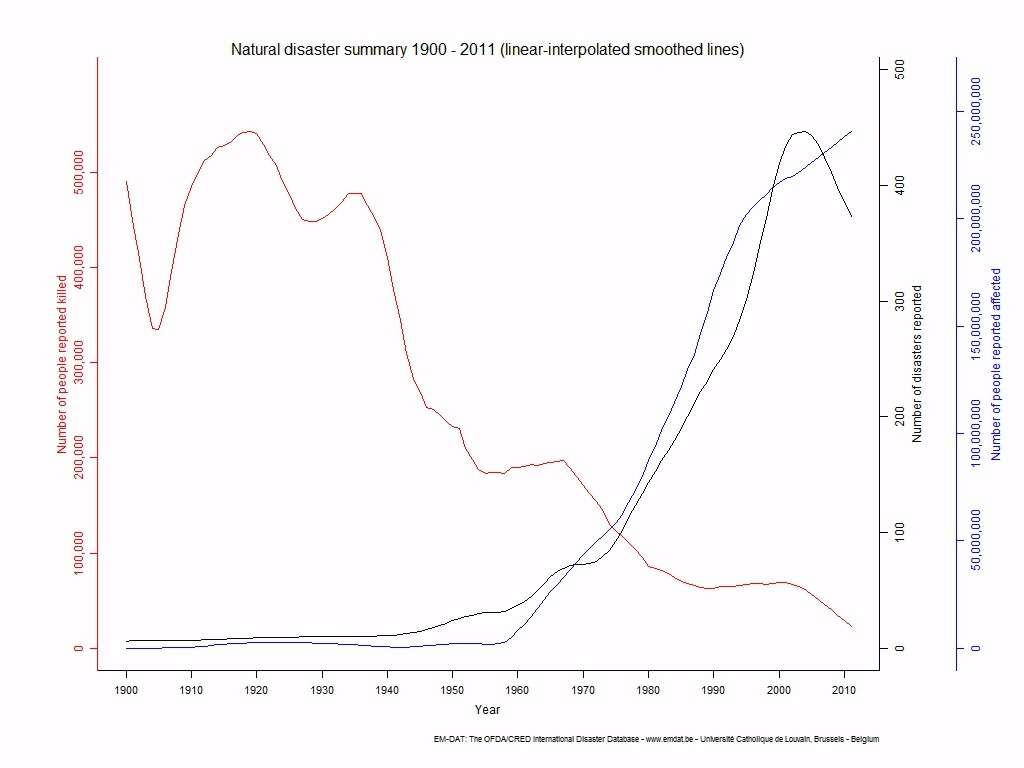 Natural disaster summary 1900 - 2011 (linear-interpolated smoothed lines)
Number of people reported killed
500,000
400,000
300,000
200,000
100,000
0
500
400
300
200
100
0
Number of disasters reported
250,000,000
200,000,000
150,000,000
100,000,000
50,000,000
0
Number of people reported affected
1900 1910 1920 1930 1940 1950 1960 1970 1980 1990 2000 2010
Year
EM-DAT: The OFDA/CRED International Disaster Database - www.emdat.be - Université Catholique de Louvain, Brussels - Belgium